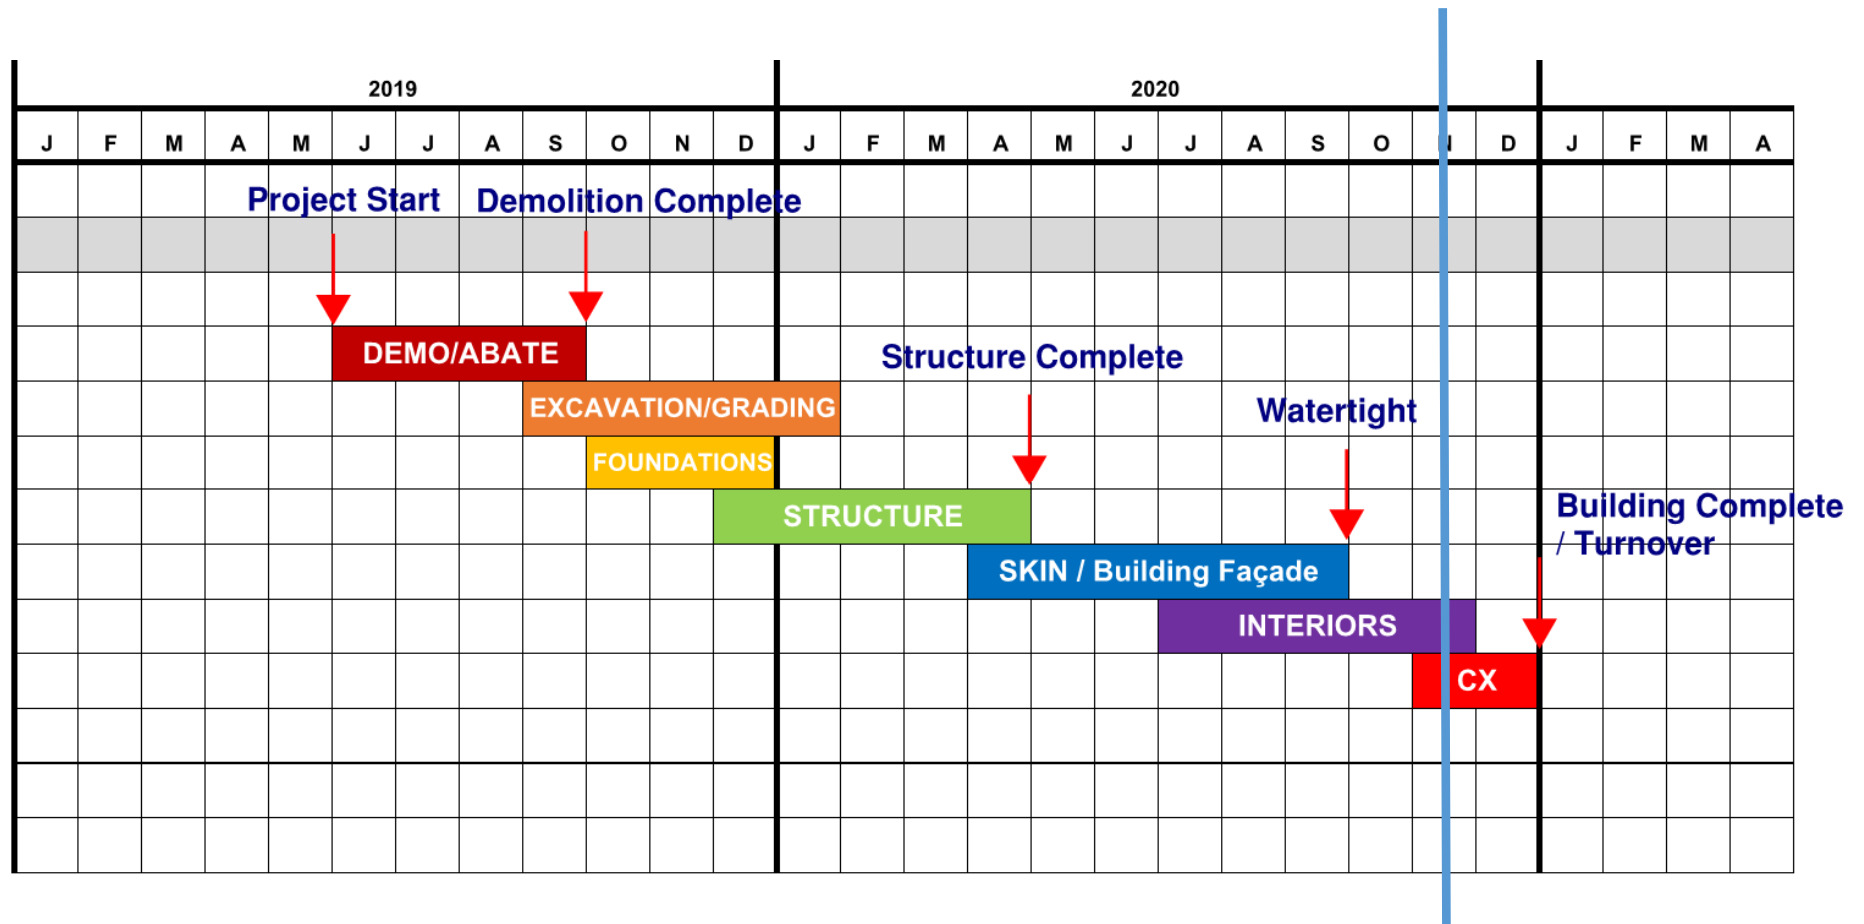 2019 2020
J F M A M J J A S O N D J F M A M J J A S O N D J F M A
Project Start Demolition Complete
DEMO/ABATE
Structure Complete
EXCAVATION/GRADING
Watertight
FOUNDATIONS
STRUCTURE
Building Complete
/ Turnover
SKIN / Building Façade
INTERIORS
CX